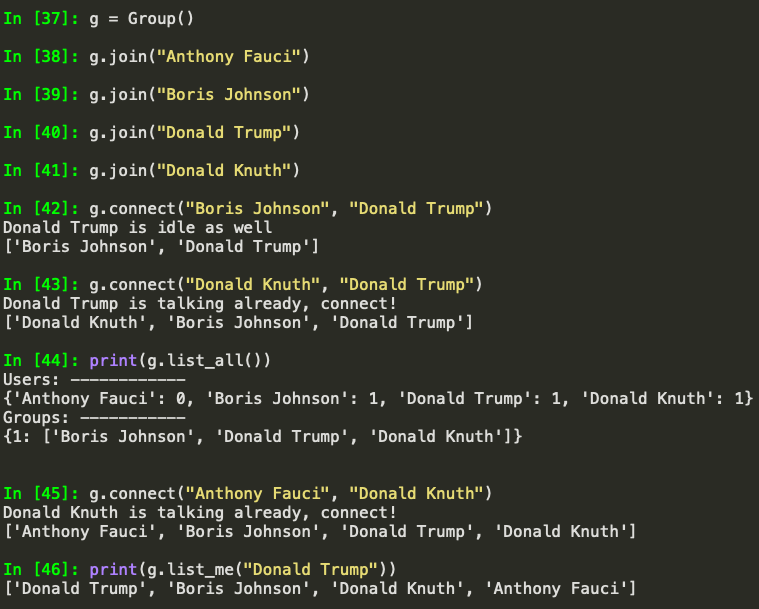 In [37]: g = Group()
In [38]: g.join("Anthony Fauci")
In [39]: g.join("Boris Johnson")
In [40]: g.join("Donald Trump")
In [41]: g.join("Donald Knuth")
In [42]: g.connect("Boris Johnson", "Donald Trump")
Donald Trump is idle as well
['Boris Johnson', 'Donald Trump']
In [43]: g.connect("Donald Knuth", "Donald Trump")
Donald Trump is talking already, connect!
['Donald Knuth', 'Boris Johnson', 'Donald Trump']
In [44]: print(g.list_all())
Users: ------------
{'Anthony Fauci': 0, 'Boris Johnson': 1, 'Donald Trump': 1, 'Donald Knuth': 1}
Groups: -----------
{1: ['Boris Johnson', 'Donald Trump', 'Donald Knuth']}
In [45]: g.connect("Anthony Fauci", "Donald Knuth")
Donald Knuth is talking already, connect!
['Anthony Fauci', 'Boris Johnson', 'Donald Trump', 'Donald Knuth']
In [46]: print(g.list_me("Donald Trump"))
['Donald Trump', 'Boris Johnson', 'Donald Knuth', 'Anthony Fauci']